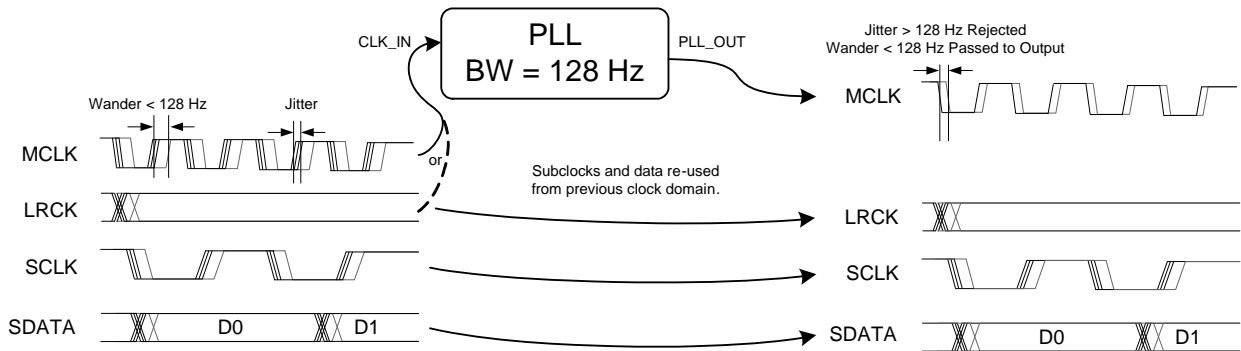 PLL
BW = 128 Hz
CLK_IN
PLL_OUT
Jitter > 128 Hz Rejected
Wander < 128 Hz Passed to Output
Wander < 128 Hz
Jitter
MCLK
or
MCLK
Subclocks and data re-used
from previous clock domain.
LRCK
LRCK
SCLK
SCLK
SDATA
D0
D1
SDATA
D0
D1